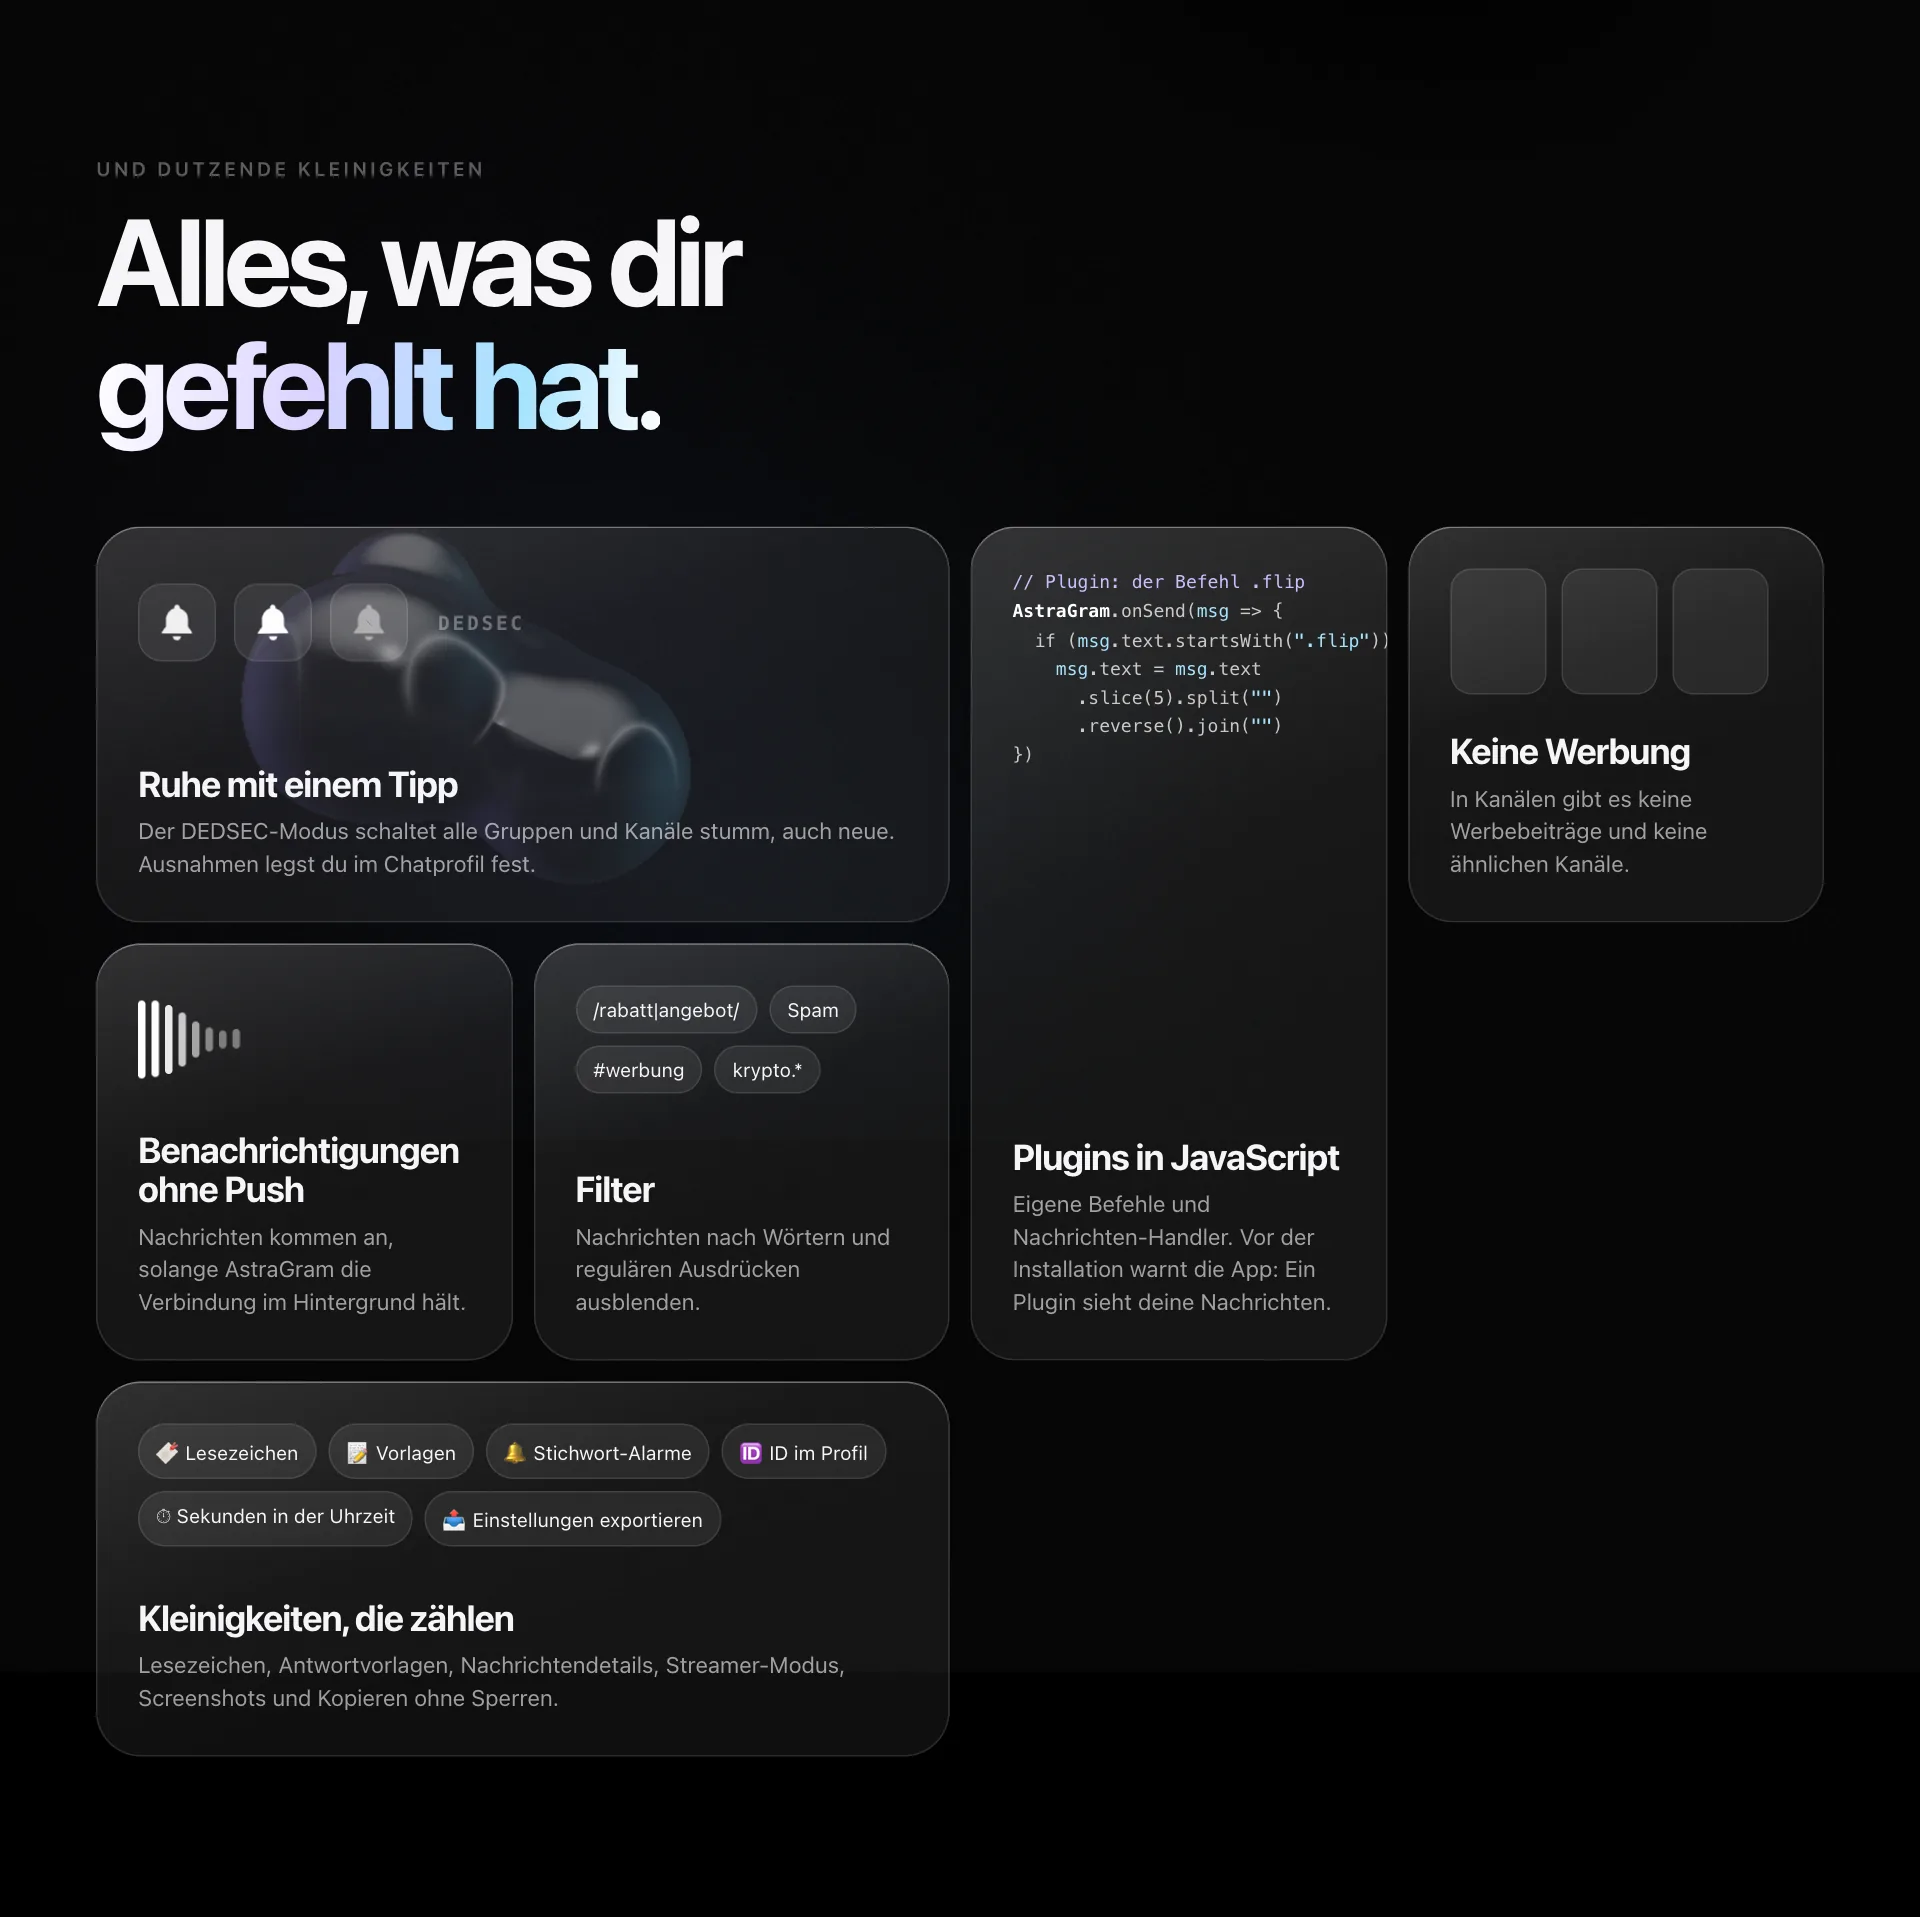 UND DUTZENDE KLEINIGKEITEN
Alles, was dir
gefehlt hat.
DEDSEC
Ruhe mit einem Tipp
Der DEDSEC-Modus schaltet alle Gruppen und Kanäle stumm, auch neue.
Ausnahmen legst du im Chatprofil fest.
// Plugin: der Befehl .flip
AstraGram.onSend(msg => {
  if (msg.text.startsWith(".flip"))
    msg.text = msg.text
      .slice(5).split("")
      .reverse().join("")
})
Plugins in JavaScript
Eigene Befehle und
Nachrichten-Handler. Vor der
Installation warnt die App: Ein
Plugin sieht deine Nachrichten.
Keine Werbung
In Kanälen gibt es keine
Werbebeiträge und keine
ähnlichen Kanäle.
Benachrichtigungen
ohne Push
Nachrichten kommen an,
solange AstraGram die
Verbindung im Hintergrund hält.
/rabatt|angebot/ Spam
#werbung krypto.*
Filter
Nachrichten nach Wörtern und
regulären Ausdrücken
ausblenden.
🔖 Lesezeichen 📝 Vorlagen 🔔 Stichwort-Alarme 🆔 ID im Profil
⏱ Sekunden in der Uhrzeit 📤 Einstellungen exportieren
Kleinigkeiten, die zählen
Lesezeichen, Antwortvorlagen, Nachrichtendetails, Streamer-Modus,
Screenshots und Kopieren ohne Sperren.